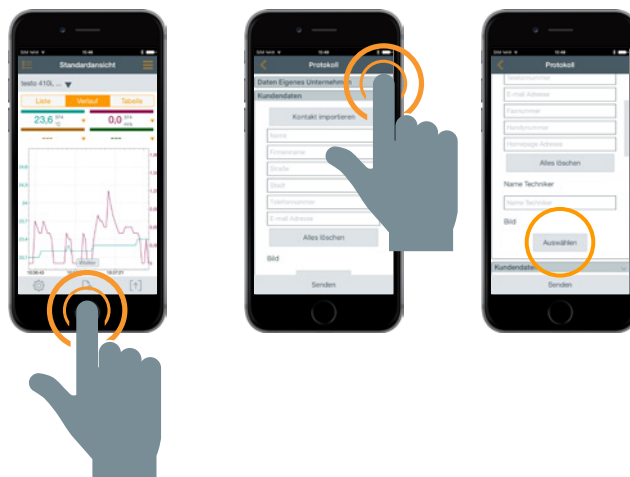 Standardansicht
testo 410i, ...
Liste
Verlauf
Tabelle
23,6
°C
0,0
m/s
---
---
Protokoll
Daten Eigenes Unternehmen
Kundendaten
Kontakt importieren
Name
Firmenname
Straße
Stadt
Telefonnummer
E-mail Adresse
Alles löschen
Bild
Senden
Protokoll
Telefonnummer
E-mail Adresse
Faxnummer
Handynummer
Homepage Adresse
Alles löschen
Name Techniker
Name Techniker
Bild
Auswählen
Kundendaten
Senden